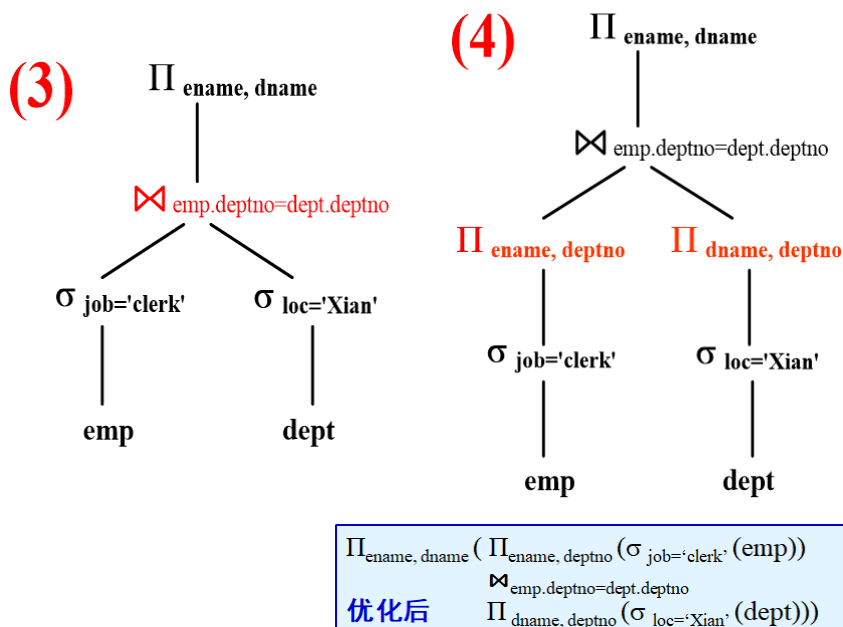 (3)
Π ename, dname
⋈ emp.deptno=dept.deptno
σ job='clerk'
σ loc='Xian'
emp
dept
(4)
Π ename, dname
⋈ emp.deptno=dept.deptno
Π ename, deptno
Π dname, deptno
σ job='clerk'
σ loc='Xian'
emp
dept
Πename, dname ( Πename, deptno (σ job=‘clerk’ (emp))
⋈emp.deptno=dept.deptno
优化后 Π dname, deptno (σ loc=‘Xian’ (dept)))